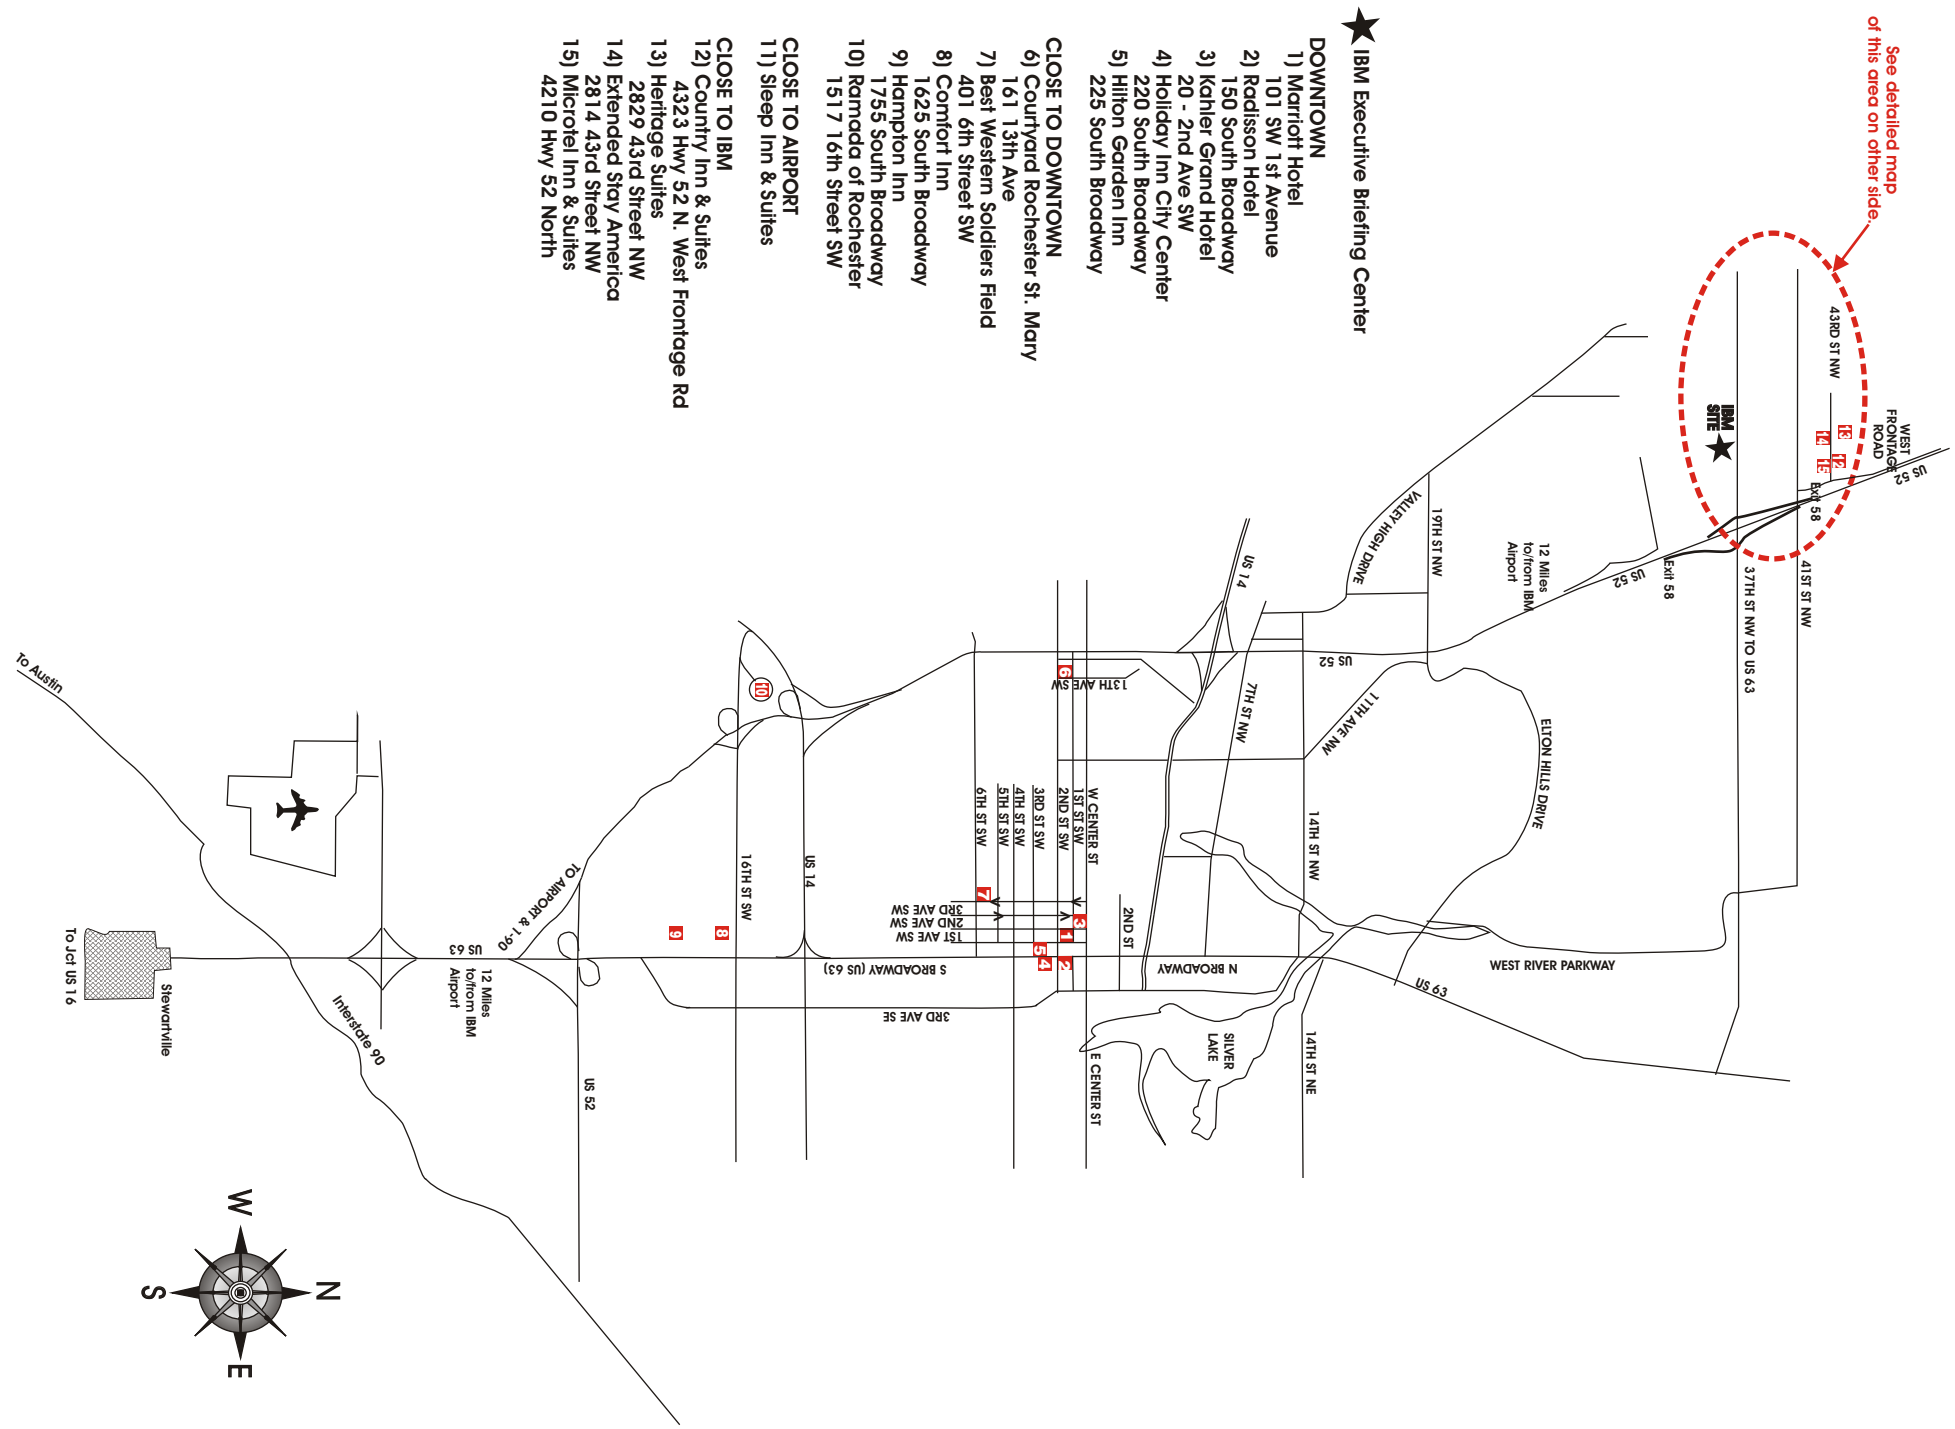 See detailed map
of this area on other side.
★ IBM Executive Briefing Center
DOWNTOWN
1) Marriott Hotel
101 SW 1st Avenue
2) Radisson Hotel
150 South Broadway
3) Kahler Grand Hotel
20 - 2nd Ave SW
4) Holiday Inn City Center
220 South Broadway
5) Hilton Garden Inn
225 South Broadway
CLOSE TO DOWNTOWN
6) Courtyard Rochester St. Mary
161 13th Ave
7) Best Western Soldiers Field
401 6th Street SW
8) Comfort Inn
1625 South Broadway
9) Hampton Inn
1755 South Broadway
10) Ramada of Rochester
1517 16th Street SW
CLOSE TO AIRPORT
11) Sleep Inn & Suites
CLOSE TO IBM
12) Country Inn & Suites
4323 Hwy 52 N. West Frontage Rd
13) Heritage Suites
2829 43rd Street NW
14) Extended Stay America
2814 43rd Street NW
15) Microtel Inn & Suites
4210 Hwy 52 North
43RD ST NW
WEST
FRONTAGE
ROAD
US 52
13
14
12
15
IBM
SITE
Exit 58
41ST ST NW
37TH ST NW TO US 63
Exit 58
US 52
12 Miles
to/from IBM
Airport
19TH ST NW
VALLEY HIGH DRIVE
US 14
US 52
7TH ST NW
11TH AVE NW
ELTON HILLS DRIVE
13TH AVE SW
6
10
14TH ST NW
W CENTER ST
1ST ST SW
2ND ST SW
3RD ST SW
4TH ST SW
5TH ST SW
6TH ST SW
US 14
16TH ST SW
7
3RD AVE SW
2ND AVE SW
1ST AVE SW
3
1
5
4
2
8
9
2ND ST
N BROADWAY
S BROADWAY (US 63)
WEST RIVER PARKWAY
US 63
3RD AVE SE
SILVER
LAKE
14TH ST NE
E CENTER ST
US 52
TO AIRPORT & I-90
US 63
12 Miles
to/from IBM
Airport
Interstate 90
To Austin
Stewartville
To Jct US 16
N
W
E
S